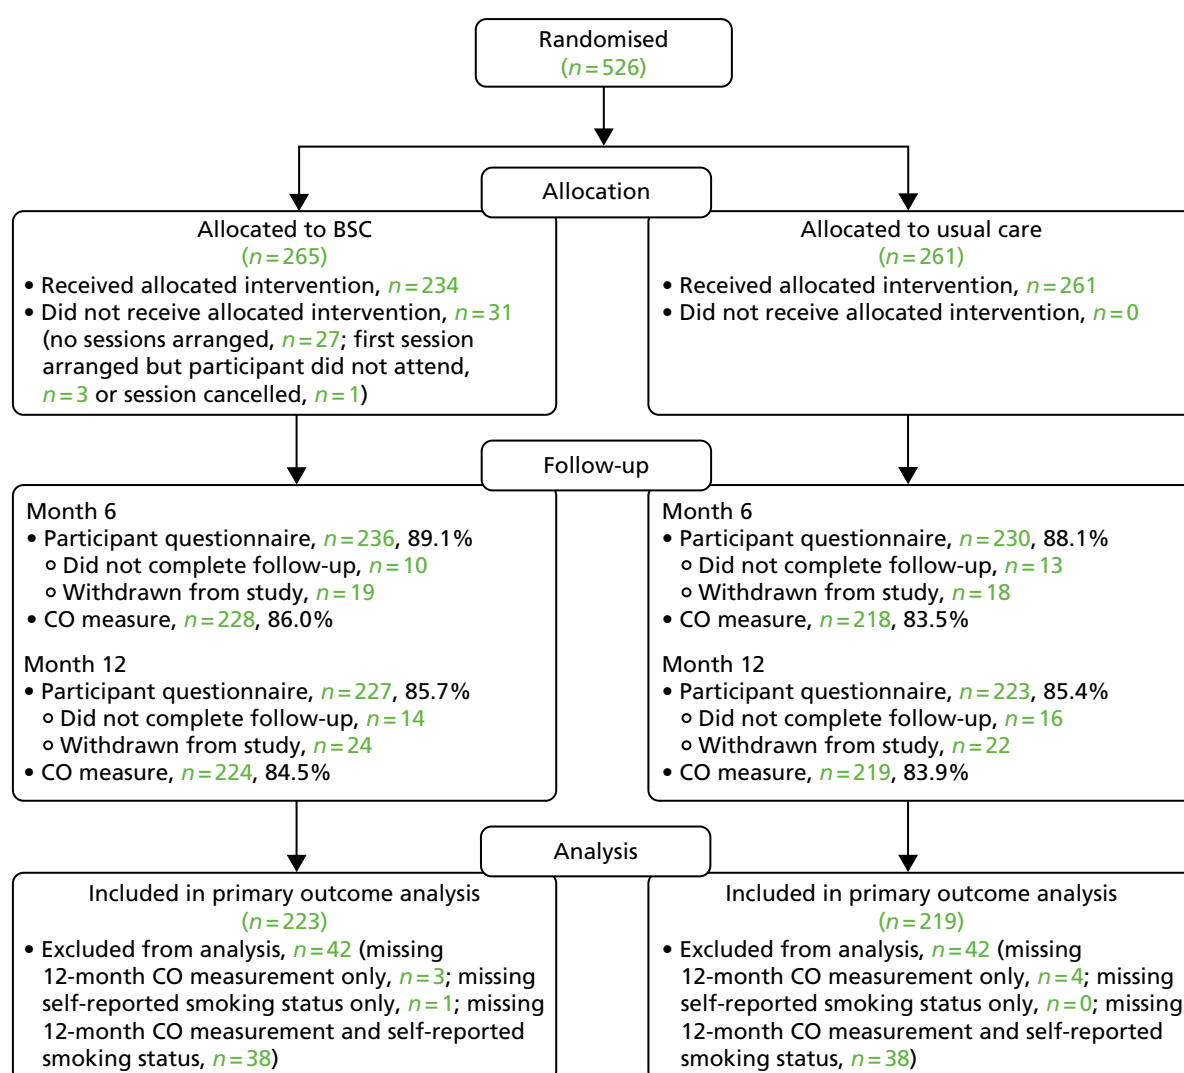 Randomised
(n=526)
Allocation
Allocated to BSC
(n=265)
• Received allocated intervention, n=234
• Did not receive allocated intervention, n=31
(no sessions arranged, n=27; first session
arranged but participant did not attend,
n=3 or session cancelled, n=1)
Allocated to usual care
(n=261)
• Received allocated intervention, n=261
• Did not receive allocated intervention, n=0
Follow-up
Month 6
• Participant questionnaire, n=236, 89.1%
o Did not complete follow-up, n=10
o Withdrawn from study, n=19
• CO measure, n=228, 86.0%
Month 12
• Participant questionnaire, n=227, 85.7%
o Did not complete follow-up, n=14
o Withdrawn from study, n=24
• CO measure, n=224, 84.5%
Month 6
• Participant questionnaire, n=230, 88.1%
o Did not complete follow-up, n=13
o Withdrawn from study, n=18
• CO measure, n=218, 83.5%
Month 12
• Participant questionnaire, n=223, 85.4%
o Did not complete follow-up, n=16
o Withdrawn from study, n=22
• CO measure, n=219, 83.9%
Analysis
Included in primary outcome analysis
(n=223)
• Excluded from analysis, n=42 (missing
12-month CO measurement only, n=3; missing
self-reported smoking status only, n=1; missing
12-month CO measurement and self-reported
smoking status, n=38)
Included in primary outcome analysis
(n=219)
• Excluded from analysis, n=42 (missing
12-month CO measurement only, n=4; missing
self-reported smoking status only, n=0; missing
12-month CO measurement and self-reported
smoking status, n=38)